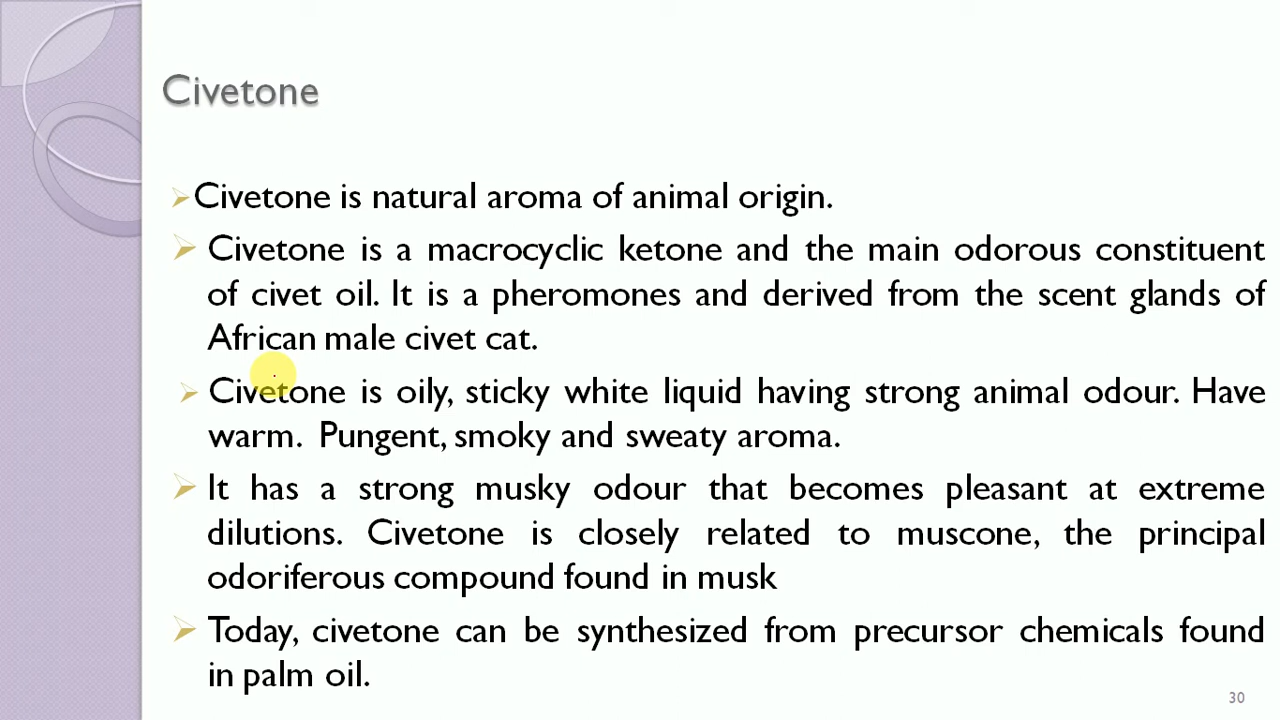 Civetone
Civetone is natural aroma of animal origin.
Civetone is a macrocyclic ketone and the main odorous constituent
of civet oil. It is a pheromones and derived from the scent glands of
African male civet cat.
Civetone is oily, sticky white liquid having strong animal odour. Have
warm. Pungent, smoky and sweaty aroma.
It has a strong musky odour that becomes pleasant at extreme
dilutions. Civetone is closely related to muscone, the principal
odoriferous compound found in musk
Today, civetone can be synthesized from precursor chemicals found
in palm oil.
30